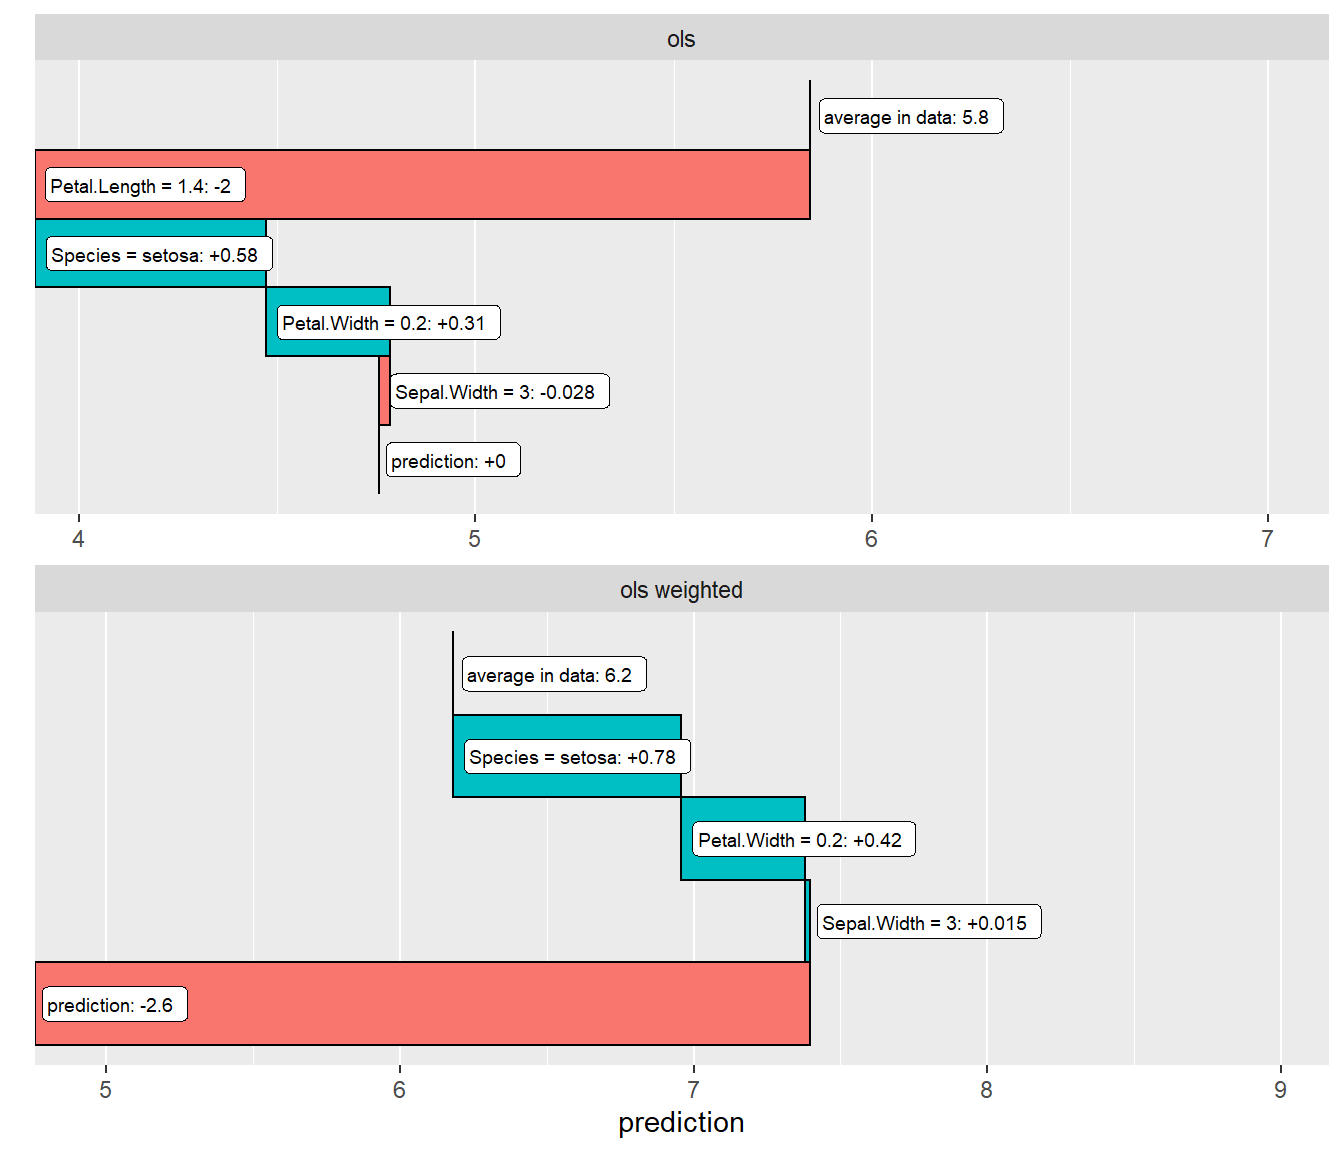 ols
average in data: 5.8
Petal.Length = 1.4: -2
Species = setosa: +0.58
Petal.Width = 0.2: +0.31
Sepal.Width = 3: -0.028
prediction: +0
4 5 6 7
ols weighted
average in data: 6.2
Species = setosa: +0.78
Petal.Width = 0.2: +0.42
Sepal.Width = 3: +0.015
prediction: -2.6
5 6 7 8 9
prediction